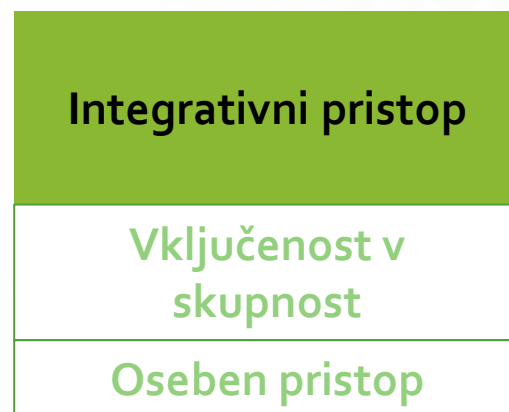 Integrativni pristop
Vključenost v
skupnost
Oseben pristop